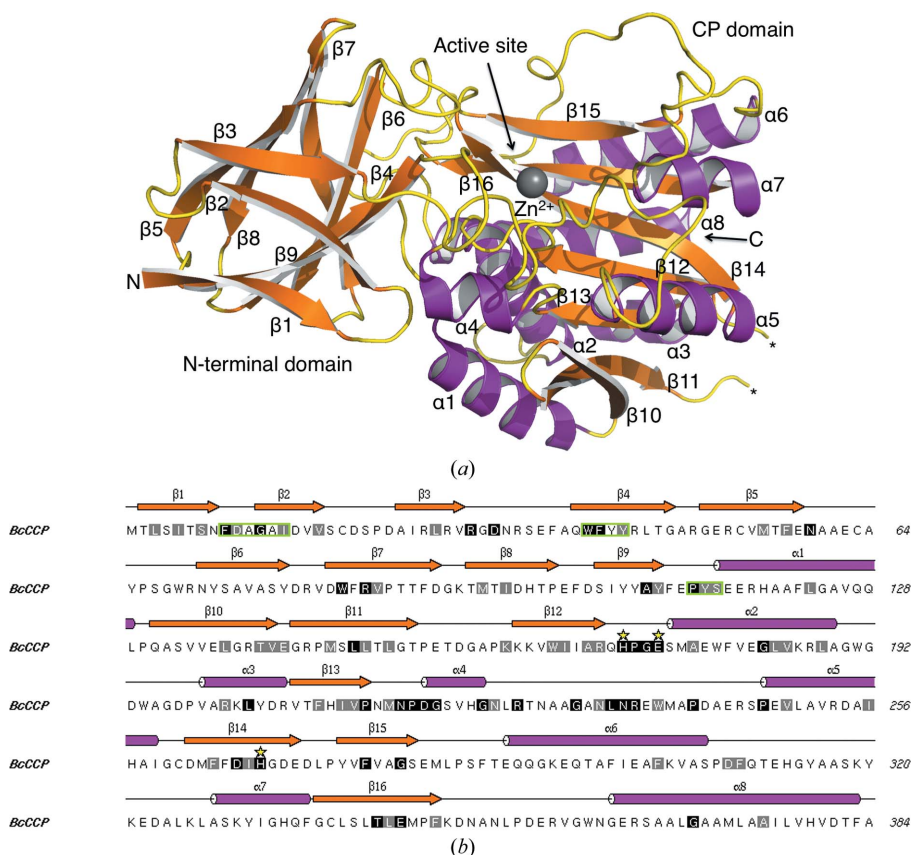 β7
CP domain
Active site
β15
α6
β6
β3
β4
β16
α7
Zn²⁺
β2
β5
β8
α8
C
β9
β12
β14
N
β13
β1
α4
α5
*
α2
α3
N-terminal domain
β11
*
α1
β10
(a)
β1 β2 β3 β4 β5
BcCCP MTLSITSNFDAGAIDVVSCDSPDAIRLRVRGDNRSEFAQWFYYRLTGARGERCVMTFENAAECA 64
β6 β7 β8 β9 α1
BcCCP YPSGWRNYSAVASYDRVDWFRVPTTFDGKTMTIDHTPEFDSIYYAYFEPYSEERHAAFLGAVQQ 128
β10 β11 β12 α2
BcCCP LPQASVVELGRTVEGRPMSLLTLGTPETDGAPKKKVWIIARQHPGESMAEWFVEGLVKRLAGWG 192
α3 β13 α4 α5
BcCCP DWAGDPVARKLYDRVTFHIVPNMNPDGSVHGNLRTNAAGANLNREWMAPDAERSPEVLAVRDAI 256
β14 β15 α6
BcCCP HAIGCDMFFDIHGDEDLPYVFVAGSEMLPSFTEQQGKEQTAFIEAFKVASPDFQTEHGYAASKY 320
α7 β16 α8
BcCCP KEDALKLASKYIGHQFGCLSLTLEMPFKDNANLPDERVGWNGERSAALGAAMLAAILVHVDTFA 384
(b)